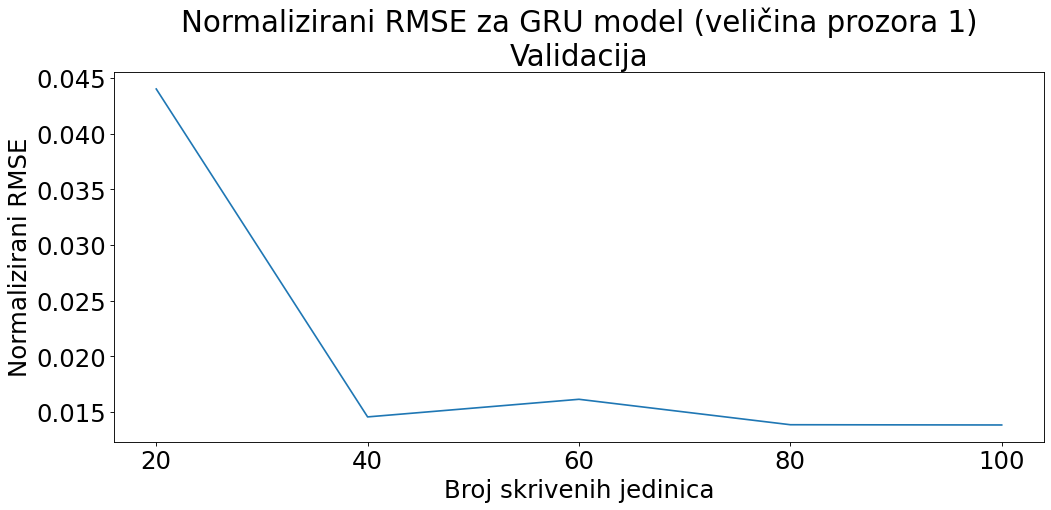 Normalizirani RMSE za GRU model (veličina prozora 1)
Validacija
Normalizirani RMSE
0.045
0.040
0.035
0.030
0.025
0.020
0.015
20 40 60 80 100
Broj skrivenih jedinica